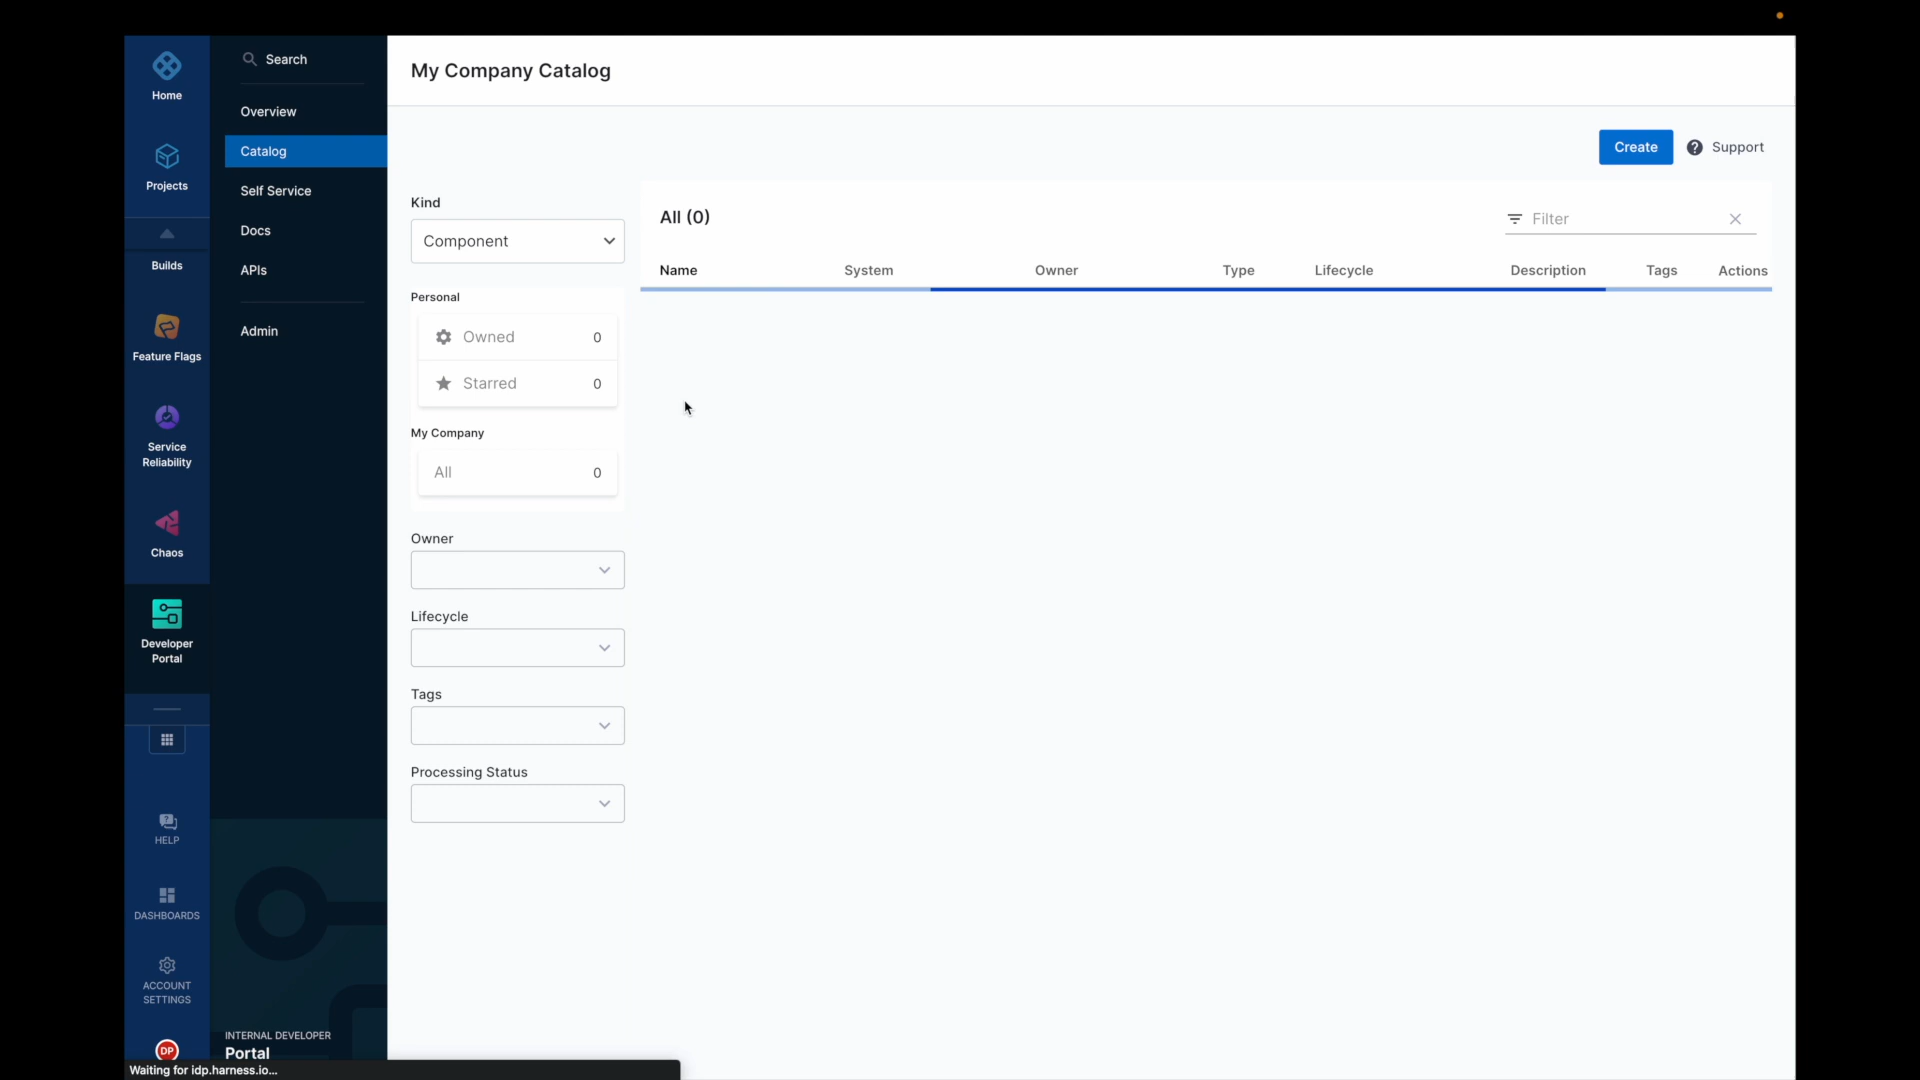 Home
Projects
Builds
Feature Flags
Service
Reliability
Chaos
Developer
Portal
HELP
DASHBOARDS
ACCOUNT
SETTINGS
DP
Search
Overview
Catalog
Self Service
Docs
APIs
Admin
INTERNAL DEVELOPER
Portal
Waiting for idp.harness.io...
My Company Catalog
Create
Support
Kind
Component
Personal
Owned 0
Starred 0
My Company
All 0
Owner
Lifecycle
Tags
Processing Status
All (0)
Filter
Name System Owner Type Lifecycle Description Tags Actions